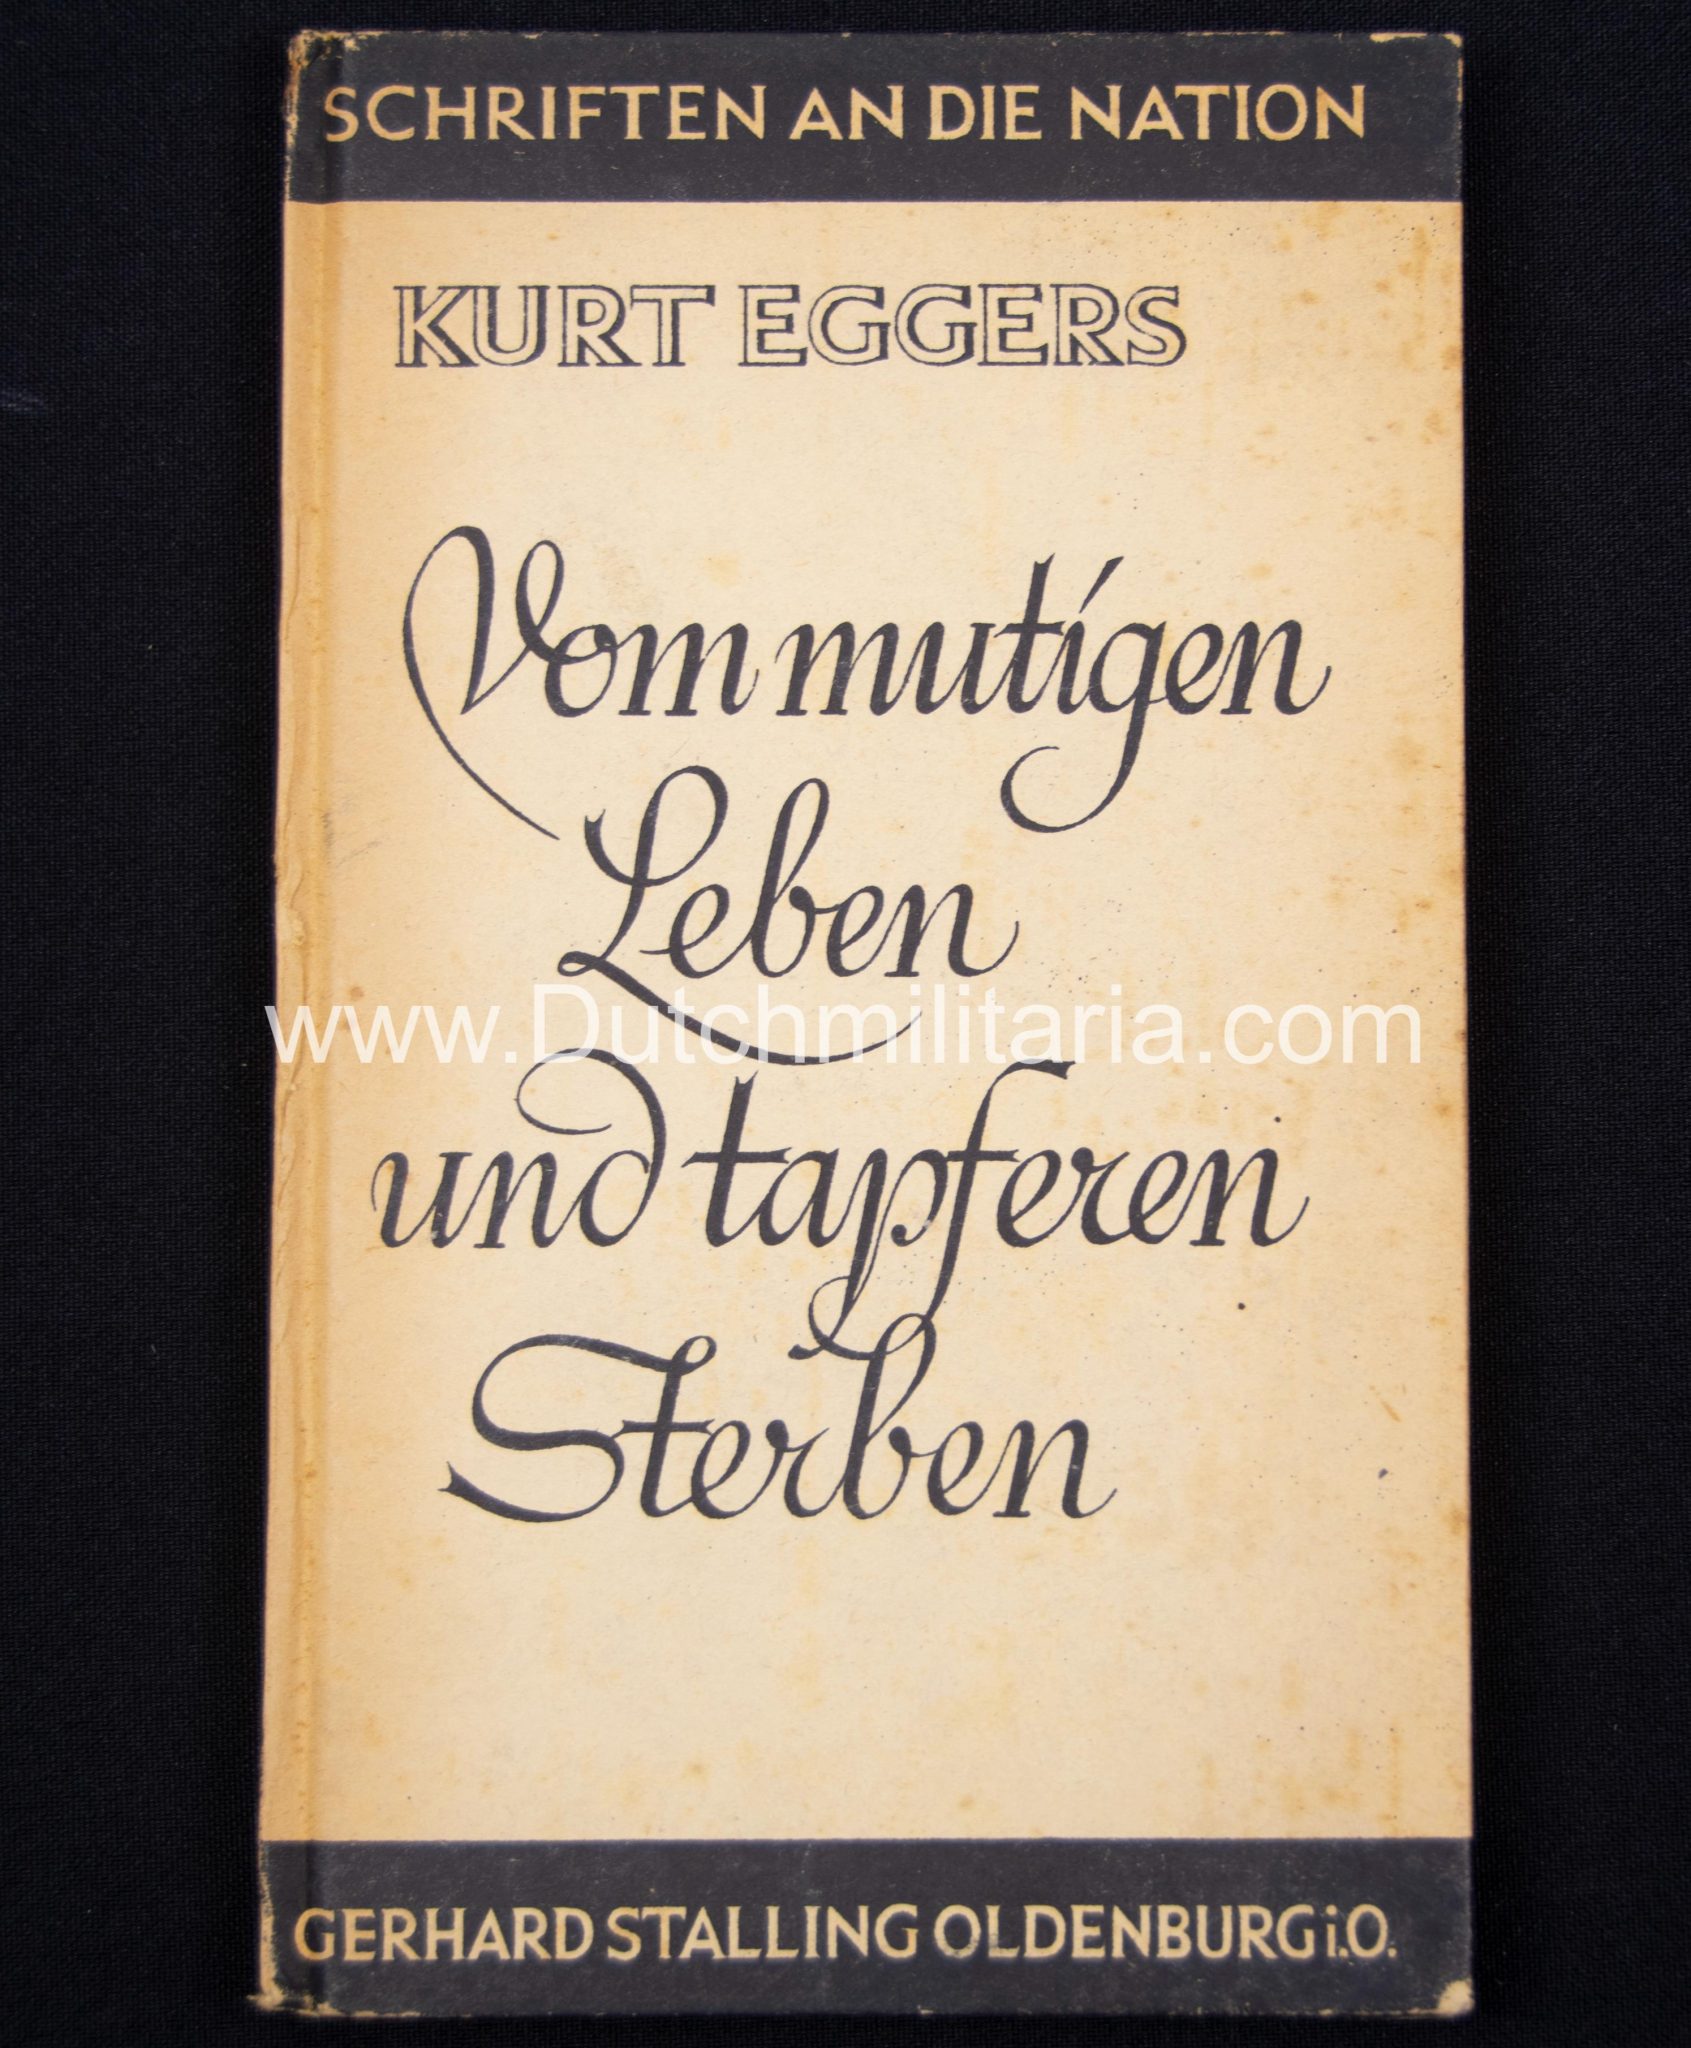 SCHRIFTEN AN DIE NATION
KURT EGGERS
Vom mutigen
Leben
www.Dutchmilitaria.com
und tapferen
Sterben
GERHARD STALLING OLDENBURG i.O.